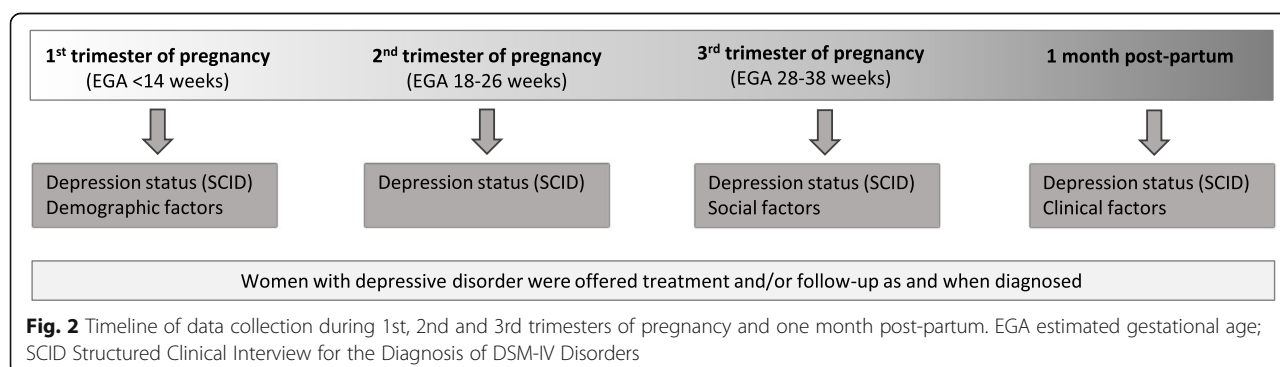 1st trimester of pregnancy
(EGA <14 weeks)
2nd trimester of pregnancy
(EGA 18-26 weeks)
3rd trimester of pregnancy
(EGA 28-38 weeks)
1 month post-partum
Depression status (SCID)
Demographic factors
Depression status (SCID)
Depression status (SCID)
Social factors
Depression status (SCID)
Clinical factors
Women with depressive disorder were offered treatment and/or follow-up as and when diagnosed
Fig. 2 Timeline of data collection during 1st, 2nd and 3rd trimesters of pregnancy and one month post-partum. EGA estimated gestational age;
SCID Structured Clinical Interview for the Diagnosis of DSM-IV Disorders